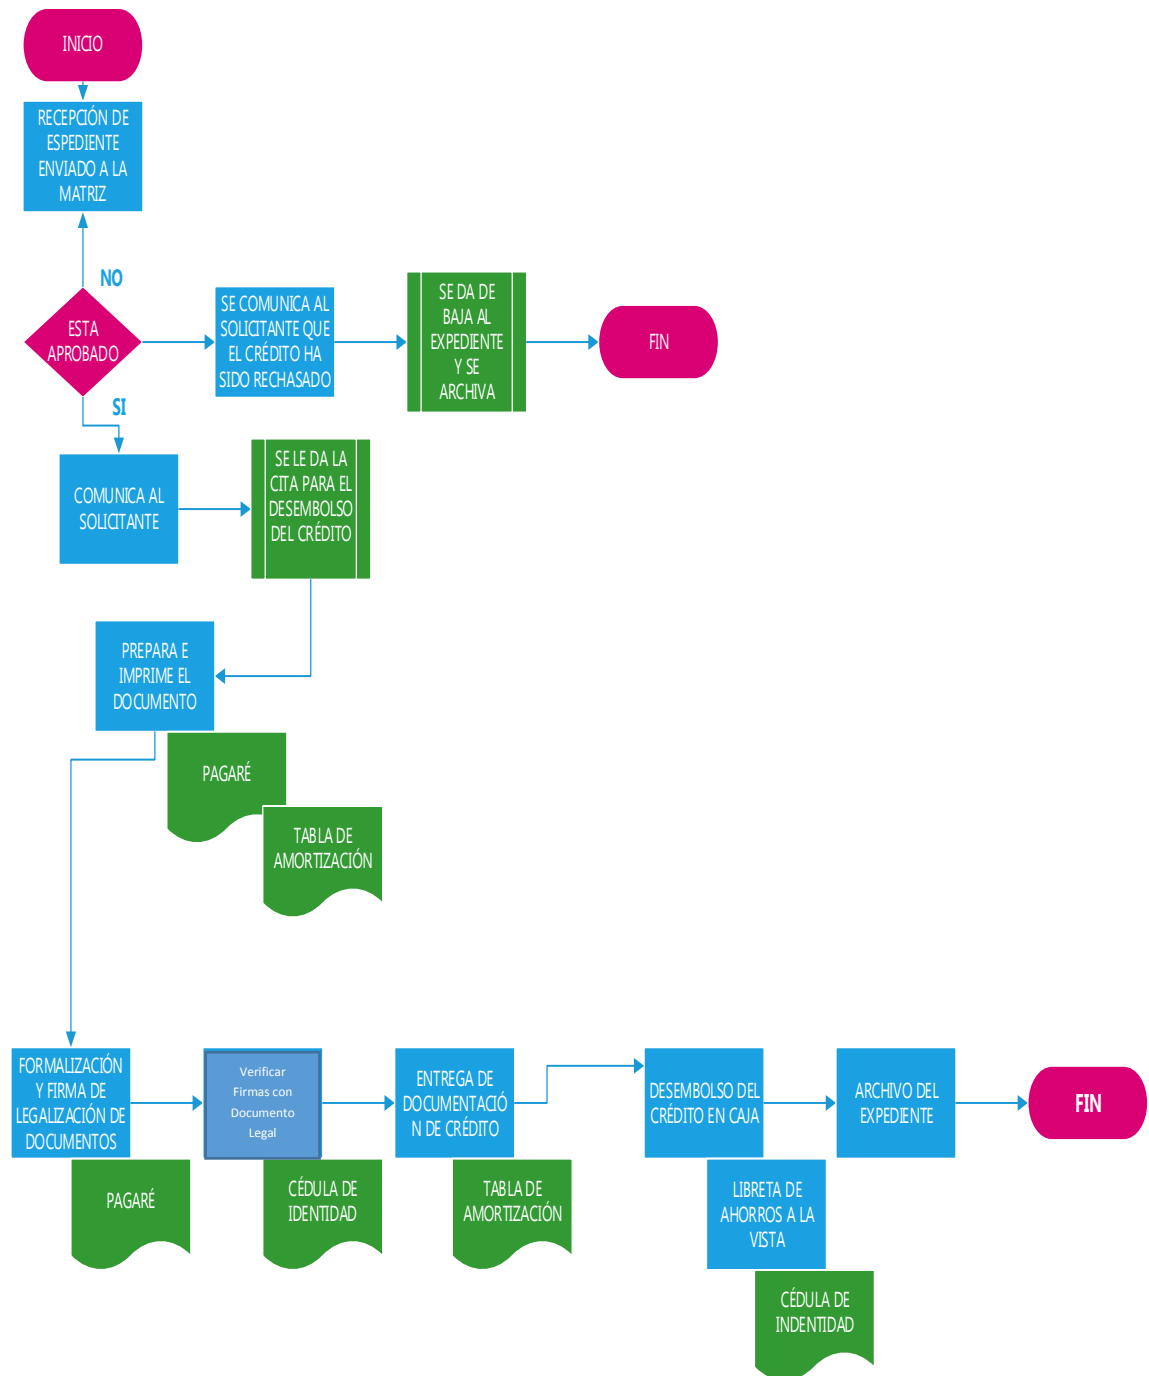 INICIO
RECEPCIÓN DE
ESPEDIENTE
ENVIADO A LA
MATRIZ
NO
ESTA
APROBADO
SE COMUNICA AL
SOLICITANTE QUE
EL CRÉDITO HA
SIDO RECHASADO
SE DA DE
BAJA AL
EXPEDIENTE
Y SE
ARCHIVA
FIN
SI
COMUNICA AL
SOLICITANTE
SE LE DA LA
CITA PARA EL
DESEMBOLSO
DEL CRÉDITO
PREPARA E
IMPRIME EL
DOCUMENTO
PAGARÉ
TABLA DE
AMORTIZACIÓN
FORMALIZACIÓN
Y FIRMA DE
LEGALIZACIÓN DE
DOCUMENTOS
PAGARÉ
Verificar
Firmas con
Documento
Legal
CÉDULA DE
IDENTIDAD
ENTREGA DE
DOCUMENTACIÓ
N DE CRÉDITO
TABLA DE
AMORTIZACIÓN
DESEMBOLSO DEL
CRÉDITO EN CAJA
LIBRETA DE
AHORROS A LA
VISTA
CÉDULA DE
INDENTIDAD
ARCHIVO DEL
EXPEDIENTE
FIN